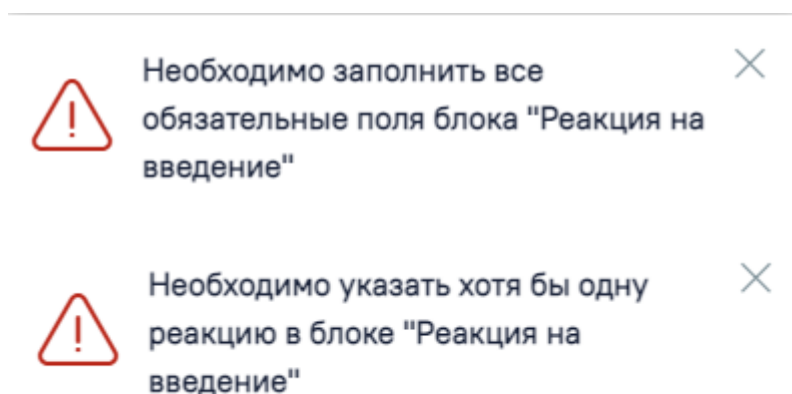 Необходимо заполнить все
обязательные поля блока "Реакция на
введение"
Необходимо указать хотя бы одну
реакцию в блоке "Реакция на
введение"